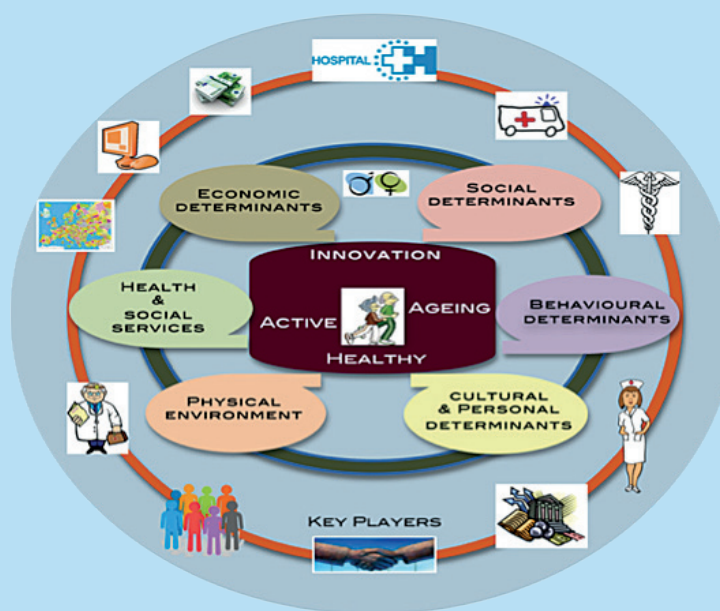 HOSPITAL
ECONOMIC
DETERMINANTS
SOCIAL
DETERMINANTS
INNOVATION
HEALTH
&
SOCIAL
SERVICES
ACTIVE
AGEING
HEALTHY
BEHAVIOURAL
DETERMINANTS
PHYSICAL
ENVIRONMENT
CULTURAL
& PERSONAL
DETERMINANTS
KEY PLAYERS